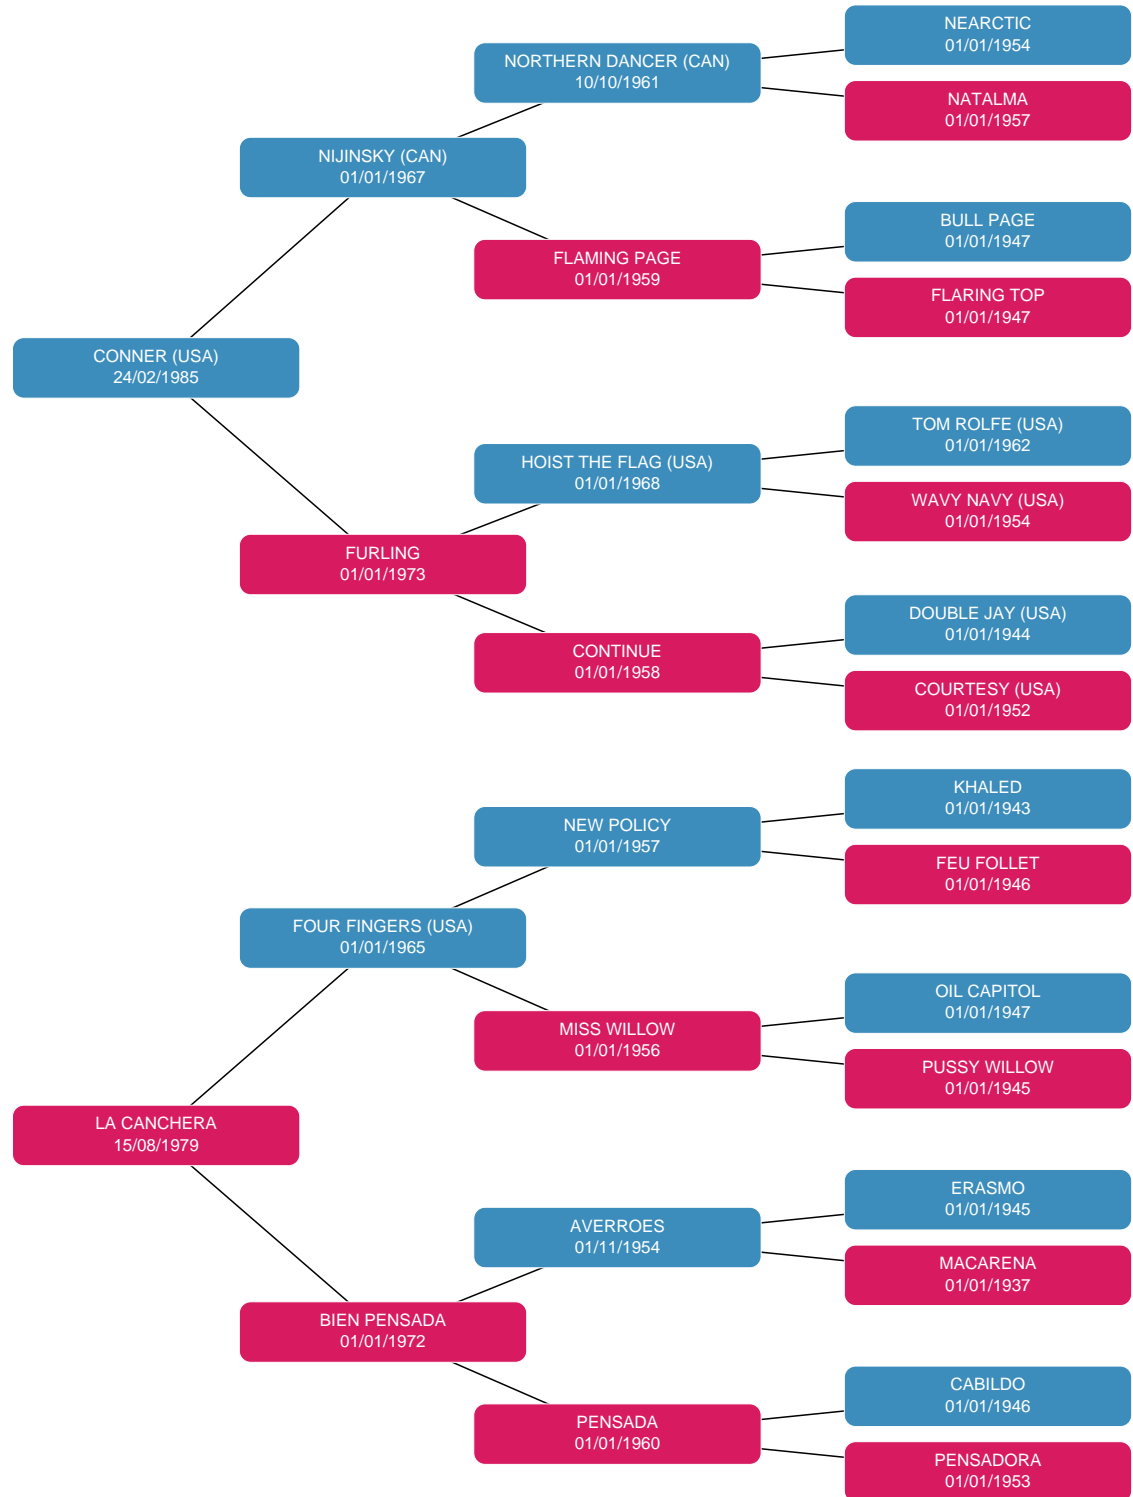 NEARCTIC
01/01/1954
NORTHERN DANCER (CAN)
10/10/1961
NATALMA
01/01/1957
NIJINSKY (CAN)
01/01/1967
BULL PAGE
01/01/1947
FLAMING PAGE
01/01/1959
FLARING TOP
01/01/1947
CONNER (USA)
24/02/1985
TOM ROLFE (USA)
01/01/1962
HOIST THE FLAG (USA)
01/01/1968
WAVY NAVY (USA)
01/01/1954
FURLING
01/01/1973
DOUBLE JAY (USA)
01/01/1944
CONTINUE
01/01/1958
COURTESY (USA)
01/01/1952
KHALED
01/01/1943
NEW POLICY
01/01/1957
FEU FOLLET
01/01/1946
FOUR FINGERS (USA)
01/01/1965
OIL CAPITOL
01/01/1947
MISS WILLOW
01/01/1956
PUSSY WILLOW
01/01/1945
LA CANCHERA
15/08/1979
ERASMO
01/01/1945
AVERROES
01/11/1954
MACARENA
01/01/1937
BIEN PENSADA
01/01/1972
CABILDO
01/01/1946
PENSADA
01/01/1960
PENSADORA
01/01/1953